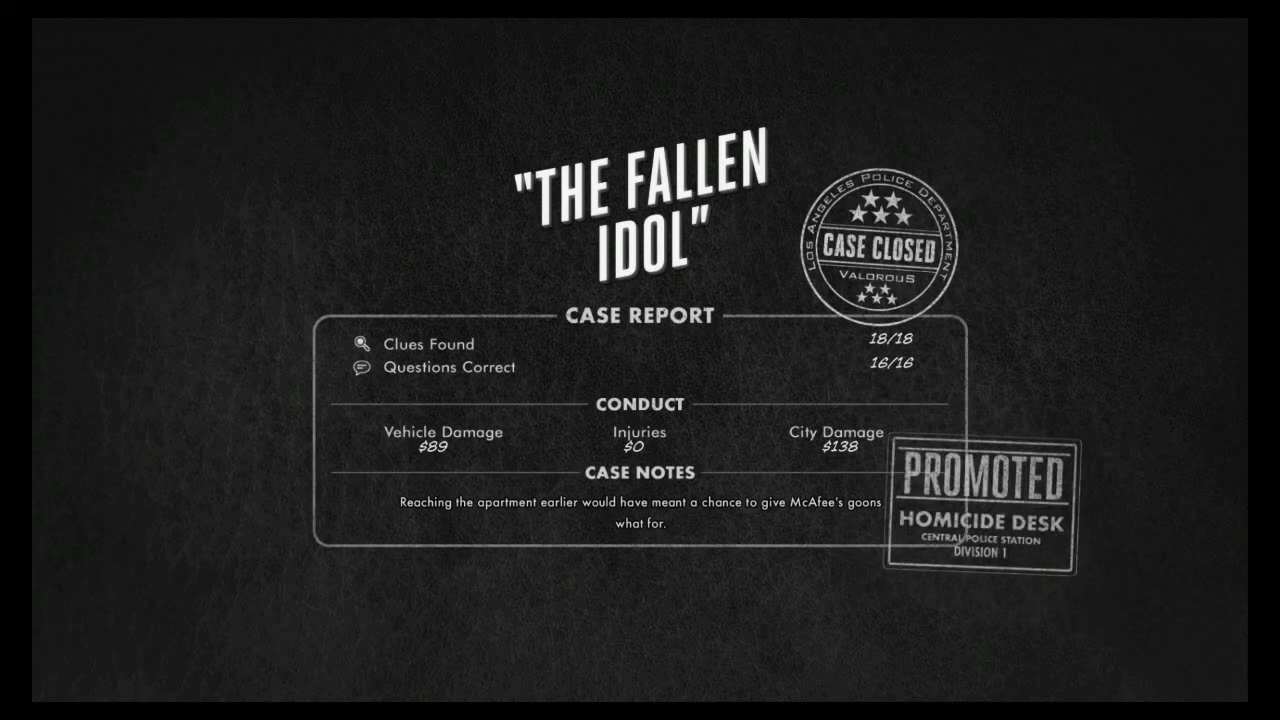 "THE FALLEN
IDOL"
LOS ANGELES POLICE DEPARTMENT
CASE CLOSED
VALOROUS
CASE REPORT
Clues Found 18/18
Questions Correct 16/16
CONDUCT
Vehicle Damage Injuries City Damage
$89 $0 $138
CASE NOTES
Reaching the apartment earlier would have meant a chance to give McAfee's goons
what for.
PROMOTED
HOMICIDE DESK
CENTRAL POLICE STATION
DIVISION 1